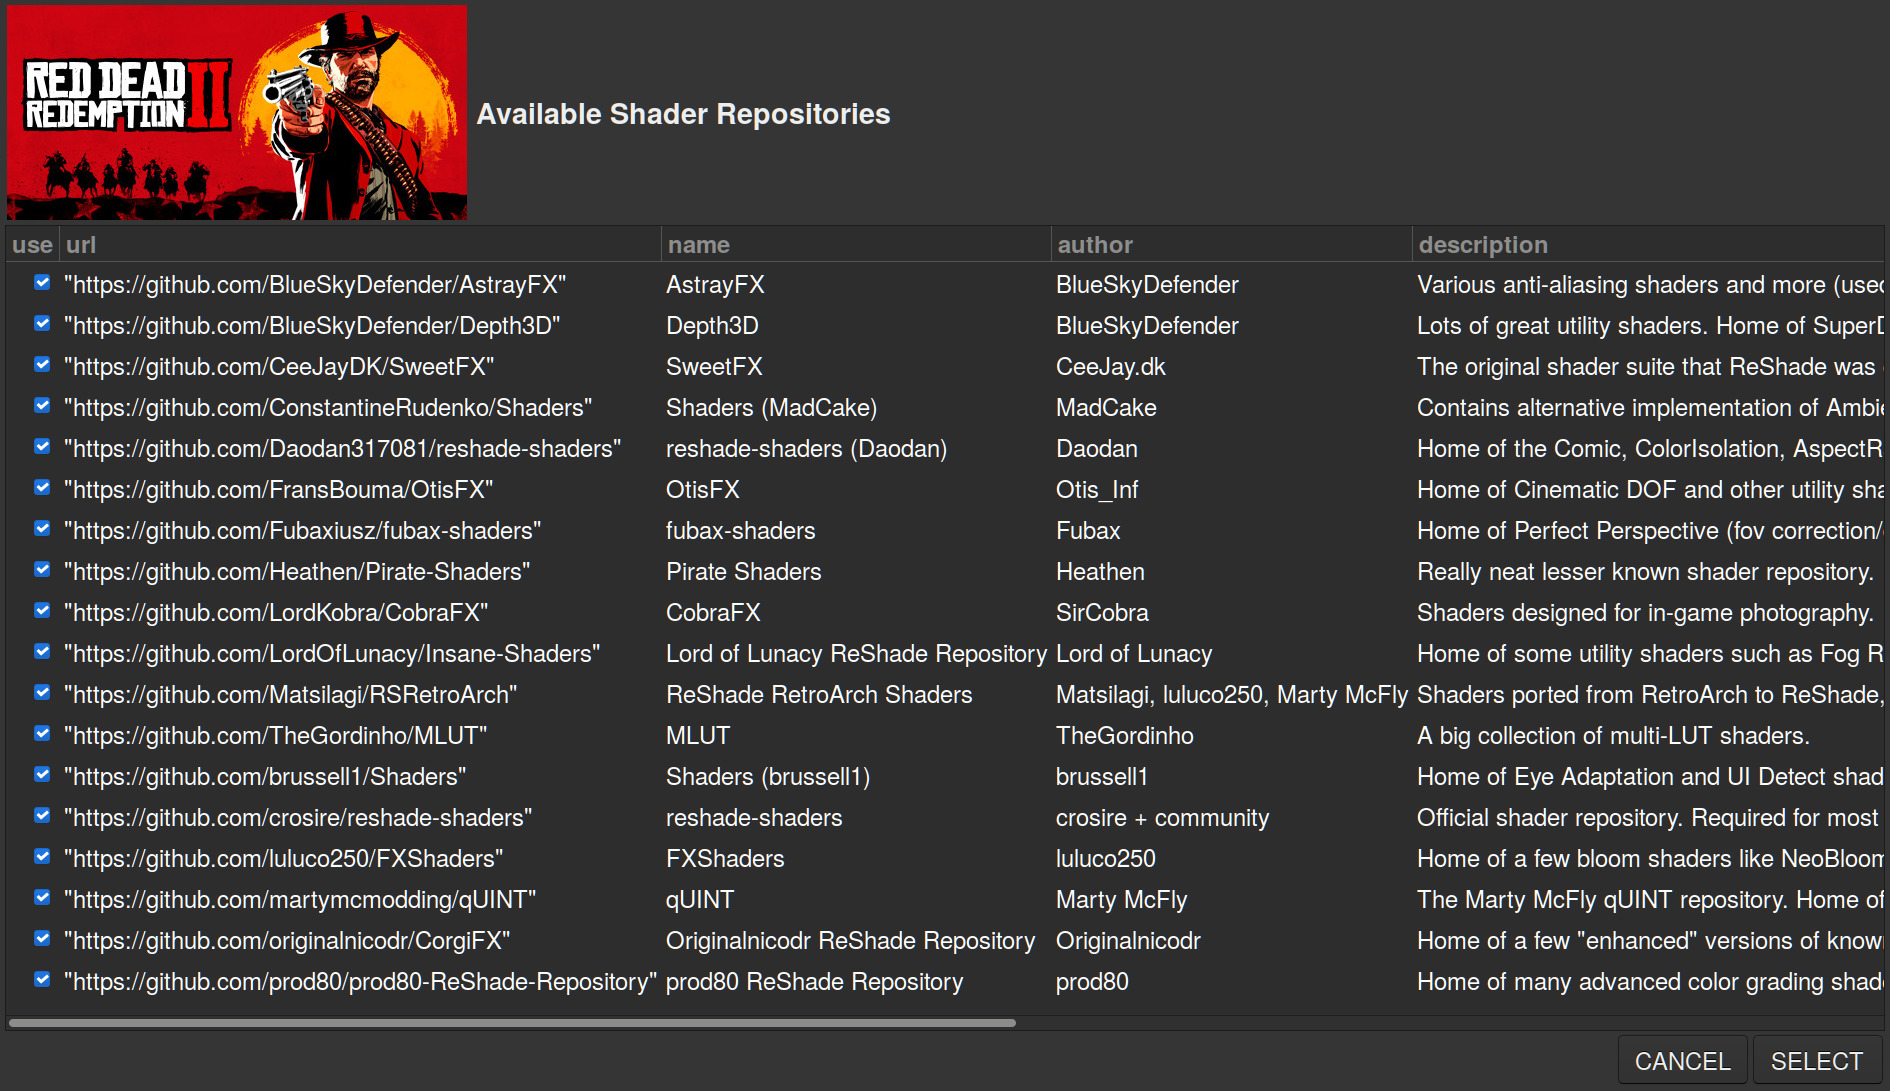 RED DEAD
REDEMPTION II
Available Shader Repositories
use url name author description
"https://github.com/BlueSkyDefender/AstrayFX" AstrayFX BlueSkyDefender Various anti-aliasing shaders and more (used
"https://github.com/BlueSkyDefender/Depth3D" Depth3D BlueSkyDefender Lots of great utility shaders. Home of SuperD
"https://github.com/CeeJayDK/SweetFX" SweetFX CeeJay.dk The original shader suite that ReShade was
"https://github.com/ConstantineRudenko/Shaders" Shaders (MadCake) MadCake Contains alternative implementation of Ambie
"https://github.com/Daodan317081/reshade-shaders" reshade-shaders (Daodan) Daodan Home of the Comic, ColorIsolation, AspectR
"https://github.com/FransBouma/OtisFX" OtisFX Otis_Inf Home of Cinematic DOF and other utility sha
"https://github.com/Fubaxiusz/fubax-shaders" fubax-shaders Fubax Home of Perfect Perspective (fov correction/
"https://github.com/Heathen/Pirate-Shaders" Pirate Shaders Heathen Really neat lesser known shader repository.
"https://github.com/LordKobra/CobraFX" CobraFX SirCobra Shaders designed for in-game photography.
"https://github.com/LordOfLunacy/Insane-Shaders" Lord of Lunacy ReShade Repository Lord of Lunacy Home of some utility shaders such as Fog R
"https://github.com/Matsilagi/RSRetroArch" ReShade RetroArch Shaders Matsilagi, luluco250, Marty McFly Shaders ported from RetroArch to ReShade,
"https://github.com/TheGordinho/MLUT" MLUT TheGordinho A big collection of multi-LUT shaders.
"https://github.com/brussell1/Shaders" Shaders (brussell1) brussell1 Home of Eye Adaptation and UI Detect shad
"https://github.com/crosire/reshade-shaders" reshade-shaders crosire + community Official shader repository. Required for most
"https://github.com/luluco250/FXShaders" FXShaders luluco250 Home of a few bloom shaders like NeoBloom
"https://github.com/martymcmodding/qUINT" qUINT Marty McFly The Marty McFly qUINT repository. Home of
"https://github.com/originalnicodr/CorgiFX" Originalnicodr ReShade Repository Originalnicodr Home of a few "enhanced" versions of know
"https://github.com/prod80/prod80-ReShade-Repository" prod80 ReShade Repository prod80 Home of many advanced color grading shad
CANCEL SELECT